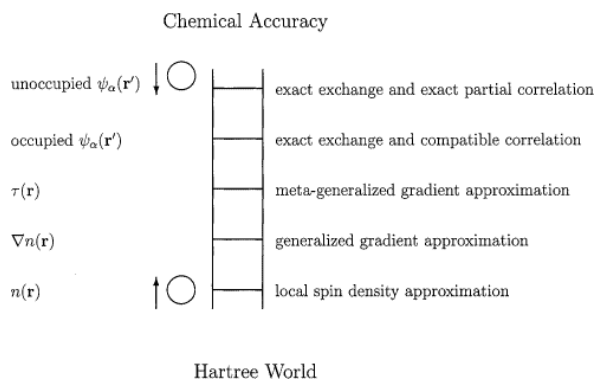 Chemical Accuracy
unoccupied ψα(r′) exact exchange and exact partial correlation
occupied ψα(r′) exact exchange and compatible correlation
τ(r) meta-generalized gradient approximation
∇n(r) generalized gradient approximation
n(r) local spin density approximation
Hartree World